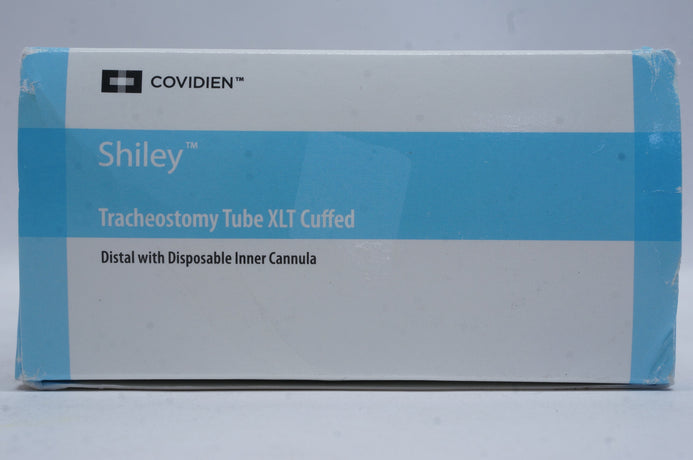 COVIDIEN™
Shiley™
Tracheostomy Tube XLT Cuffed
Distal with Disposable Inner Cannula